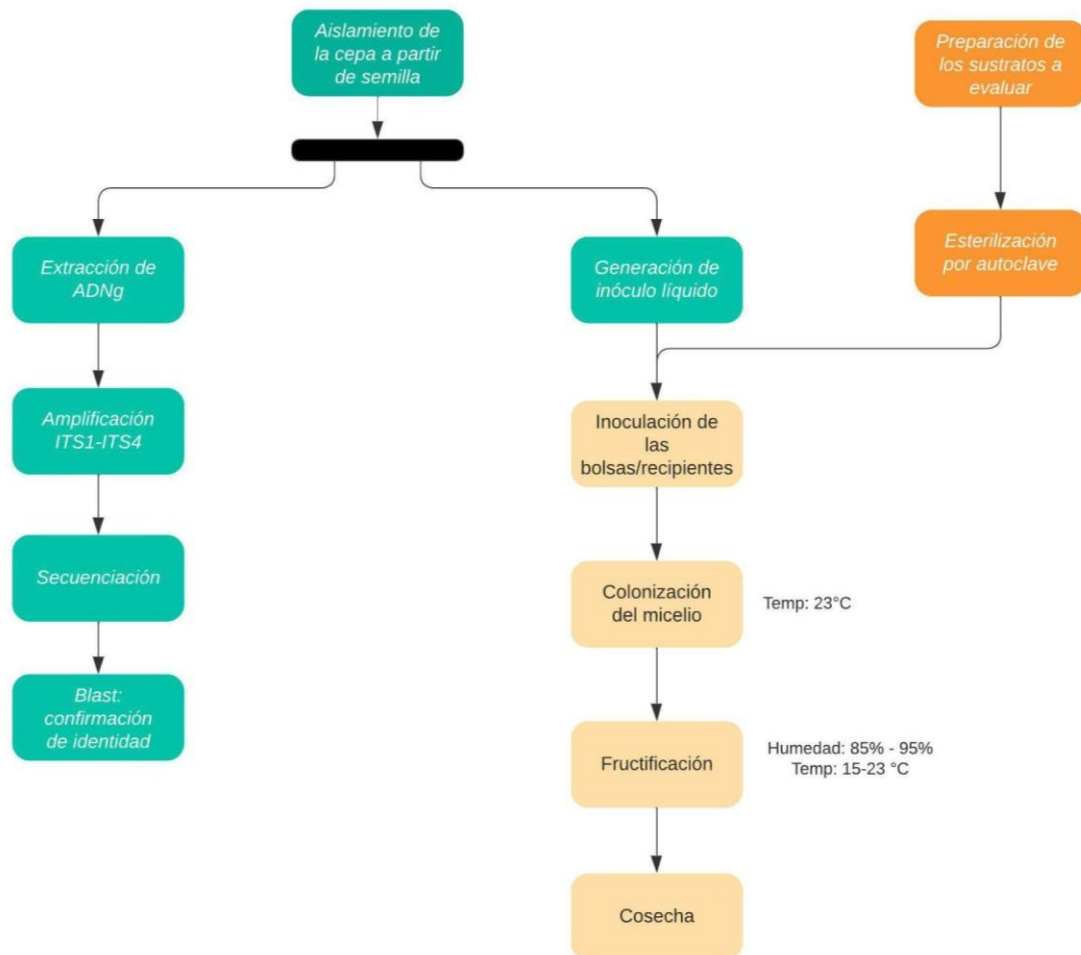 Aislamiento de
la cepa a partir
de semilla
Preparación de
los sustratos a
evaluar
Extracción de
ADNg
Generación de
inóculo líquido
Esterilización
por autoclave
Amplificación
ITS1-ITS4
Inoculación de
las
bolsas/recipientes
Secuenciación
Colonización
del micelio
Temp: 23°C
Blast:
confirmación
de identidad
Fructificación
Humedad: 85% - 95%
Temp: 15-23 °C
Cosecha